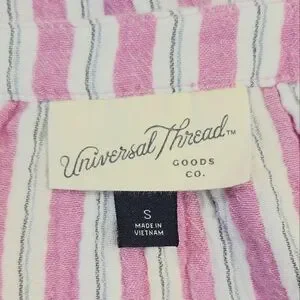 Universal Thread™
GOODS
CO.
S
MADE IN
VIETNAM